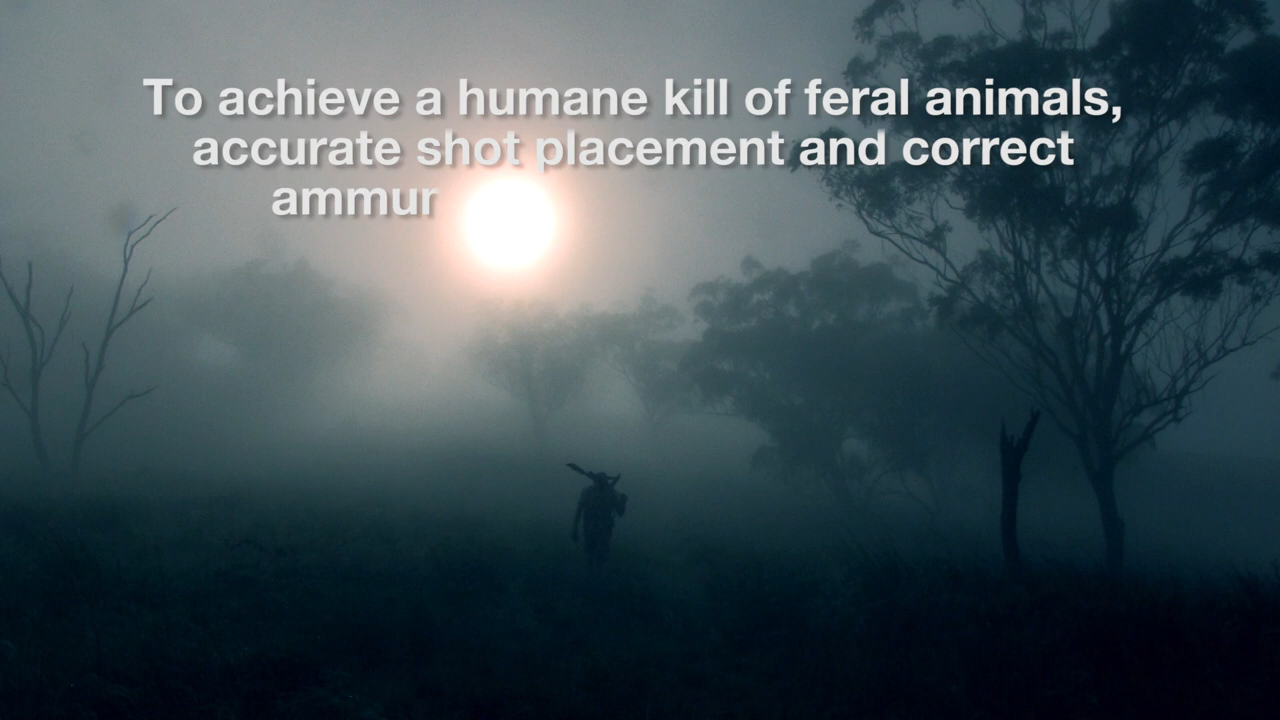 To achieve a humane kill of feral animals,
accurate shot placement and correct
ammur